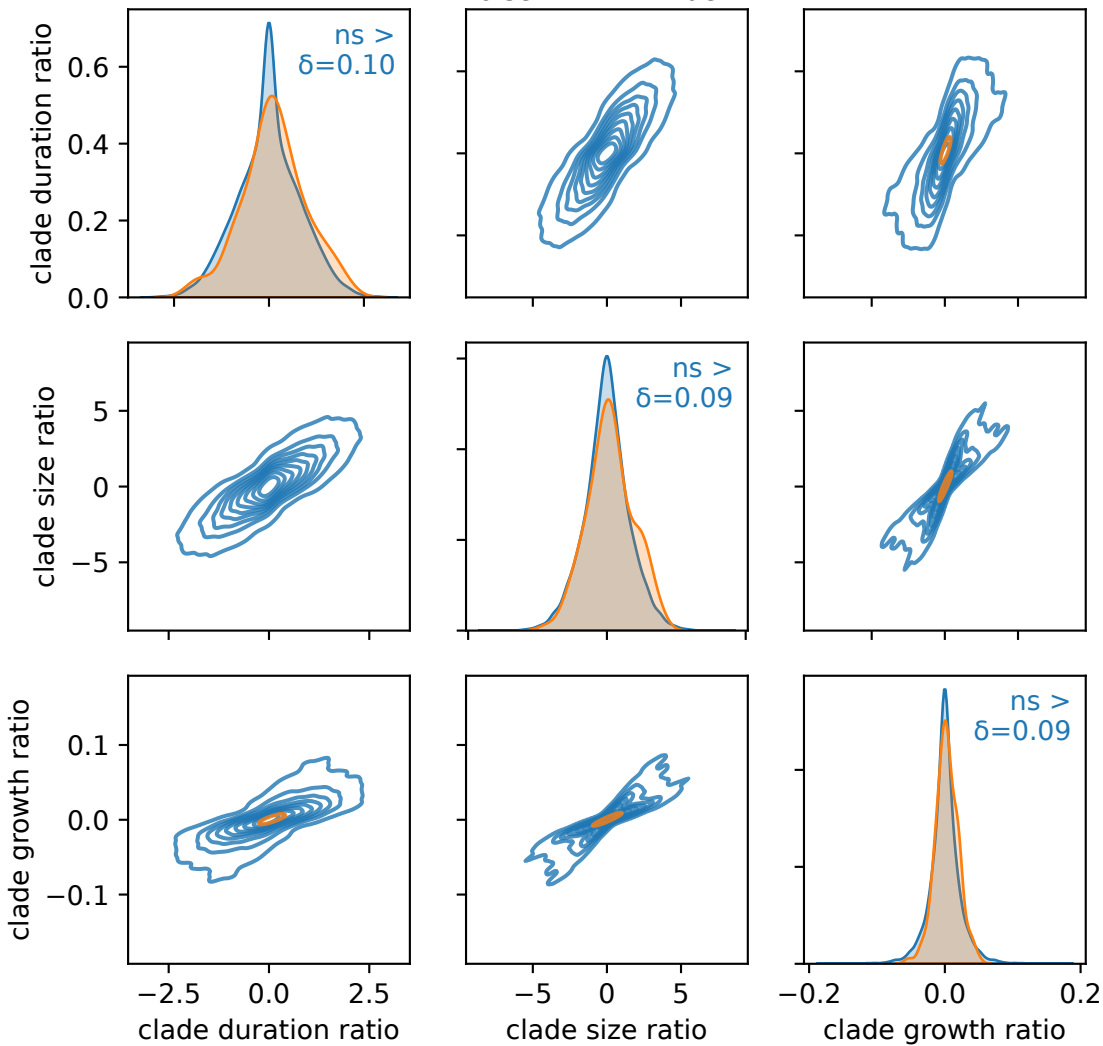 clade duration ratio
0.6
0.4
0.2
0.0
ns >
δ=0.10
clade size ratio
5
0
−5
ns >
δ=0.09
clade growth ratio
0.1
0.0
−0.1
ns >
δ=0.09
−2.5
0.0
2.5
−5
0
5
−0.2
0.0
0.2
clade duration ratio
clade size ratio
clade growth ratio